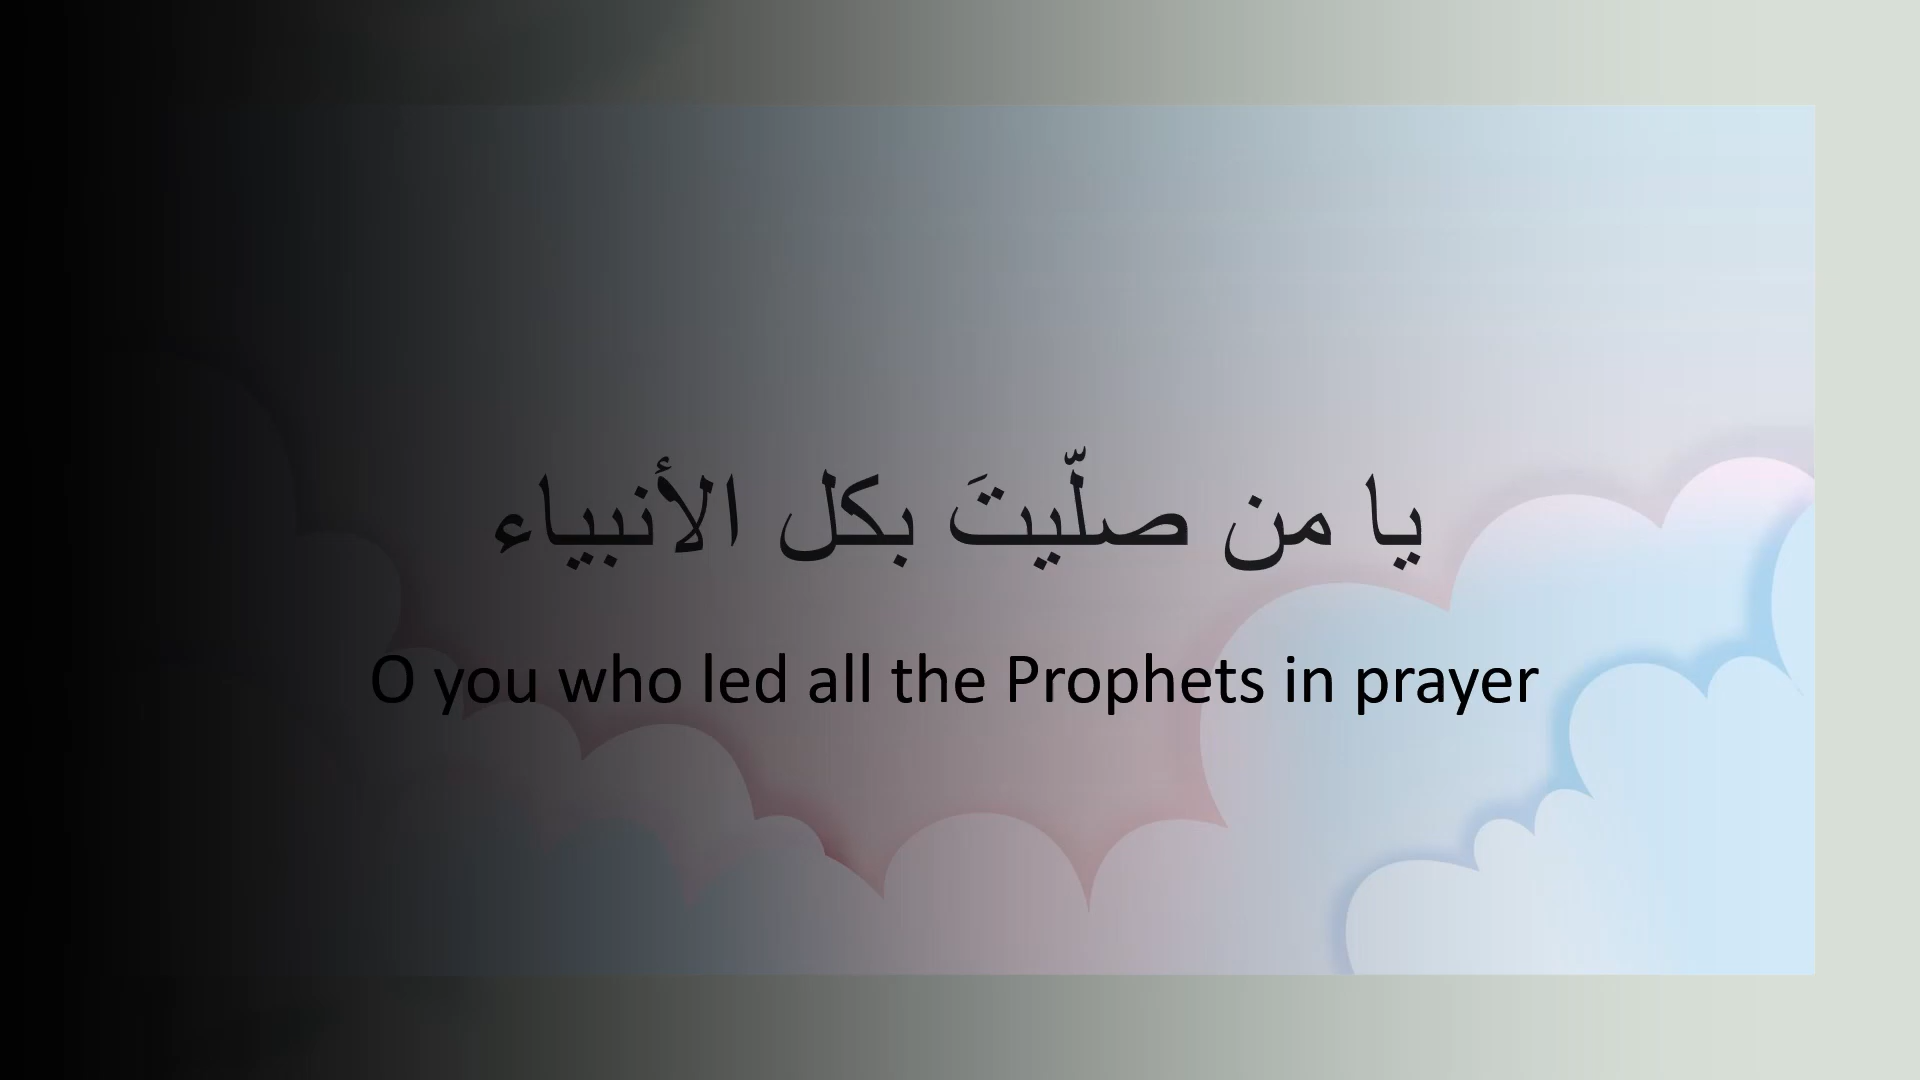 يا من صلّيتَ بكل الأنبياء
O you who led all the Prophets in prayer